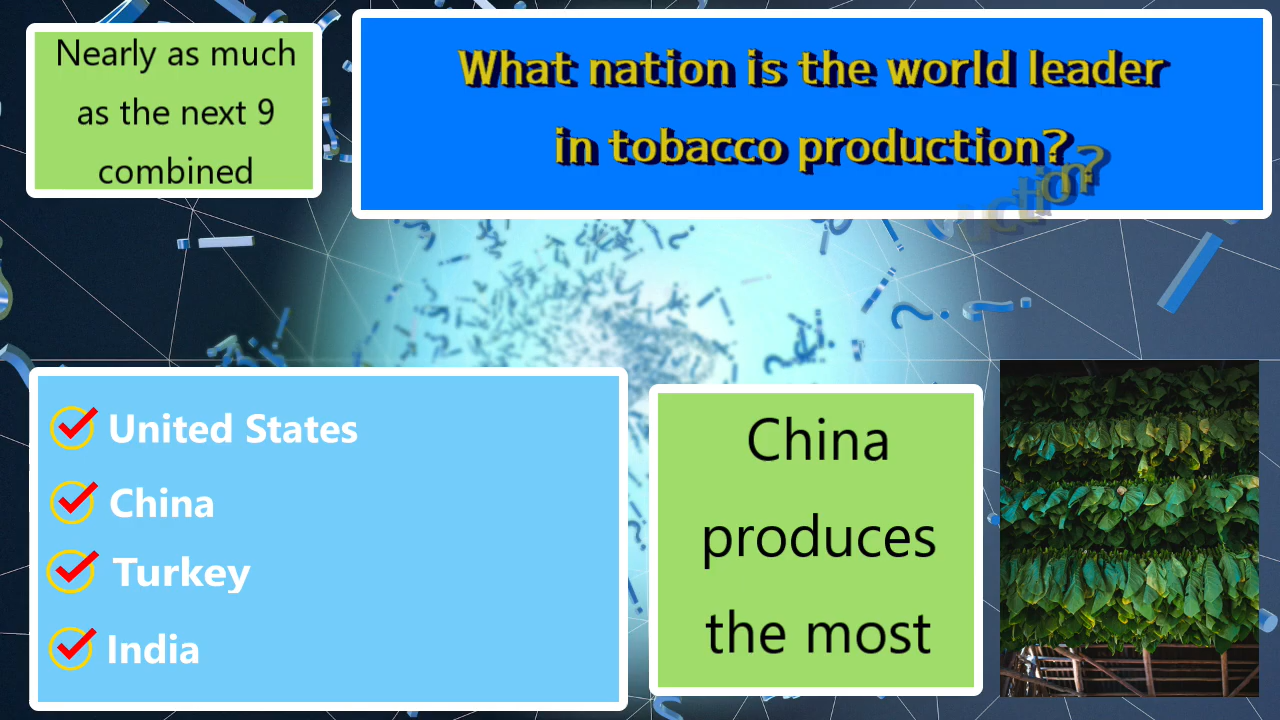 Nearly as much
as the next 9
combined
What nation is the world leader
in tobacco production?
United States
China
Turkey
India
China
produces
the most